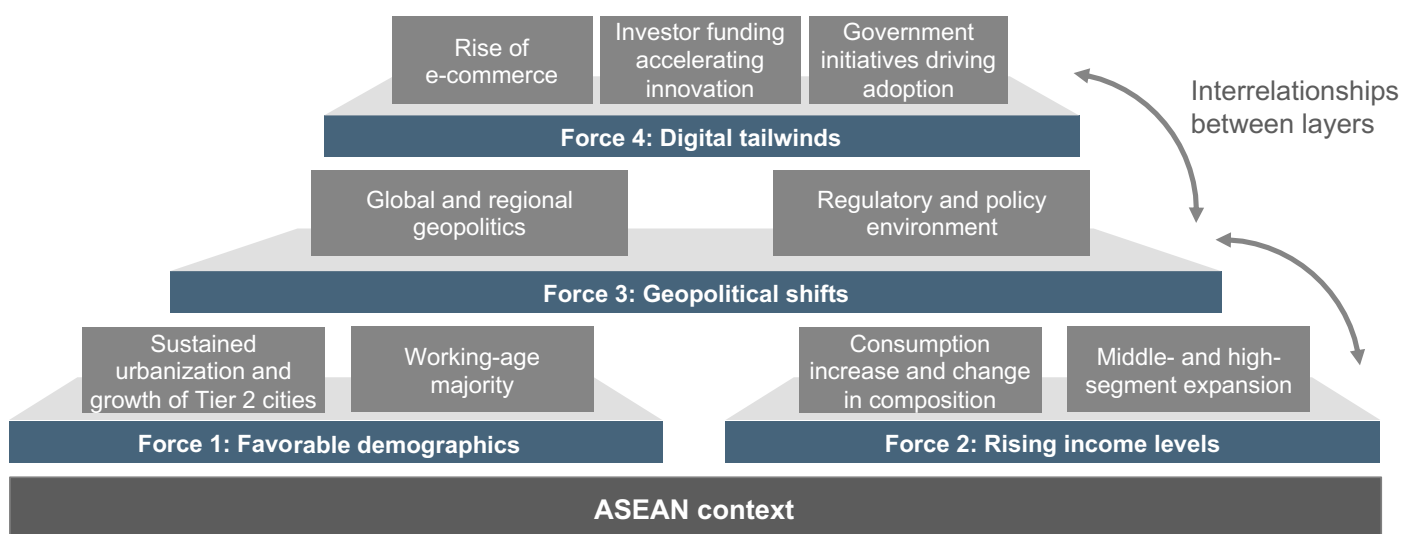 Rise of
e-commerce
Investor funding
accelerating
innovation
Government
initiatives driving
adoption
Interrelationships
between layers
Force 4: Digital tailwinds
Global and regional
geopolitics
Regulatory and policy
environment
Force 3: Geopolitical shifts
Sustained
urbanization and
growth of Tier 2 cities
Working-age
majority
Consumption
increase and change
in composition
Middle- and high-
segment expansion
Force 1: Favorable demographics
Force 2: Rising income levels
ASEAN context